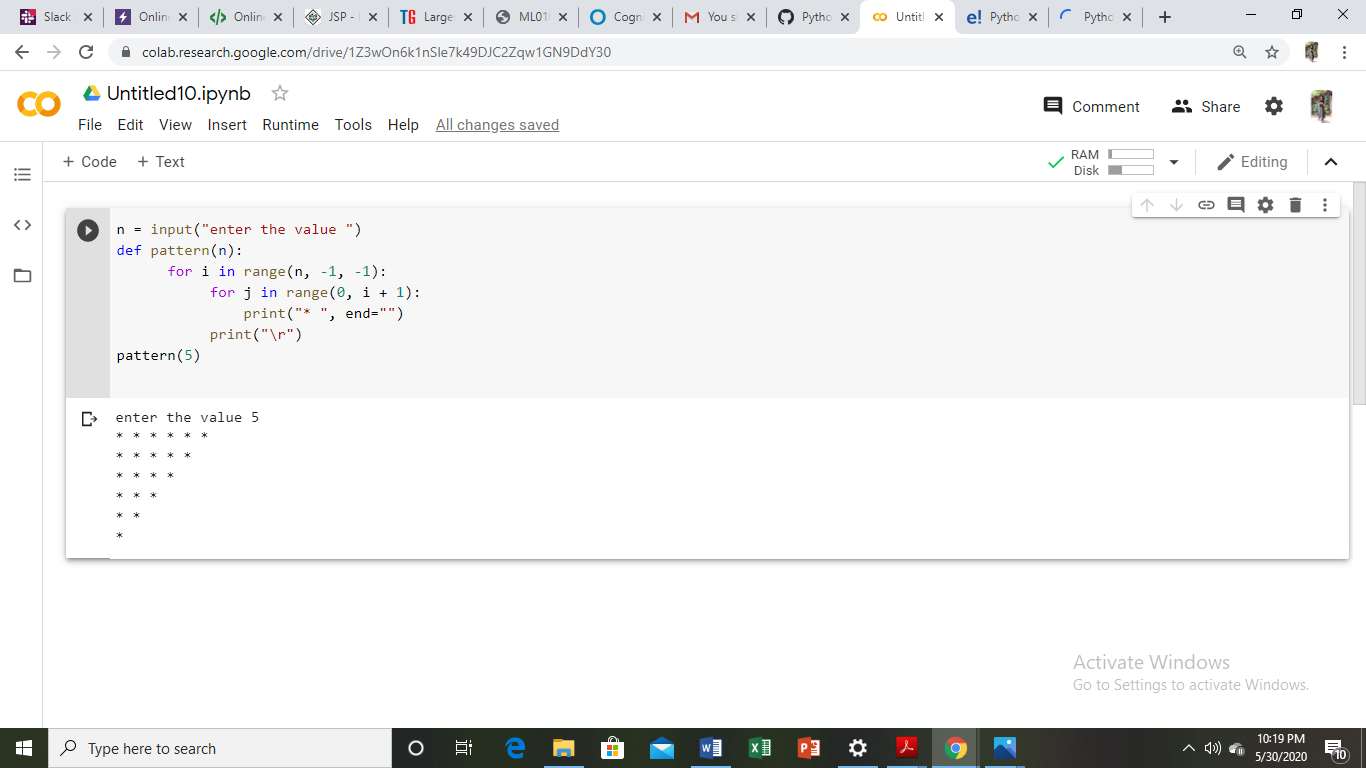 Slack Onlin Onlin JSP - Large ML01 Cogni You s Pytho Untitl Pytho Pytho
colab.research.google.com/drive/1Z3wOn6k1nSle7k49DJC2Zqw1GN9DdY30
Untitled10.ipynb
Comment Share
File Edit View Insert Runtime Tools Help All changes saved
+ Code + Text
RAM
Disk
Editing
n = input("enter the value ")
def pattern(n):
      for i in range(n, -1, -1):
           for j in range(0, i + 1):
               print("* ", end="")
           print("\r")
pattern(5)
enter the value 5
* * * * * *
* * * * *
* * * *
* * *
* *
*
Activate Windows
Go to Settings to activate Windows.
Type here to search
10:19 PM
5/30/2020
10